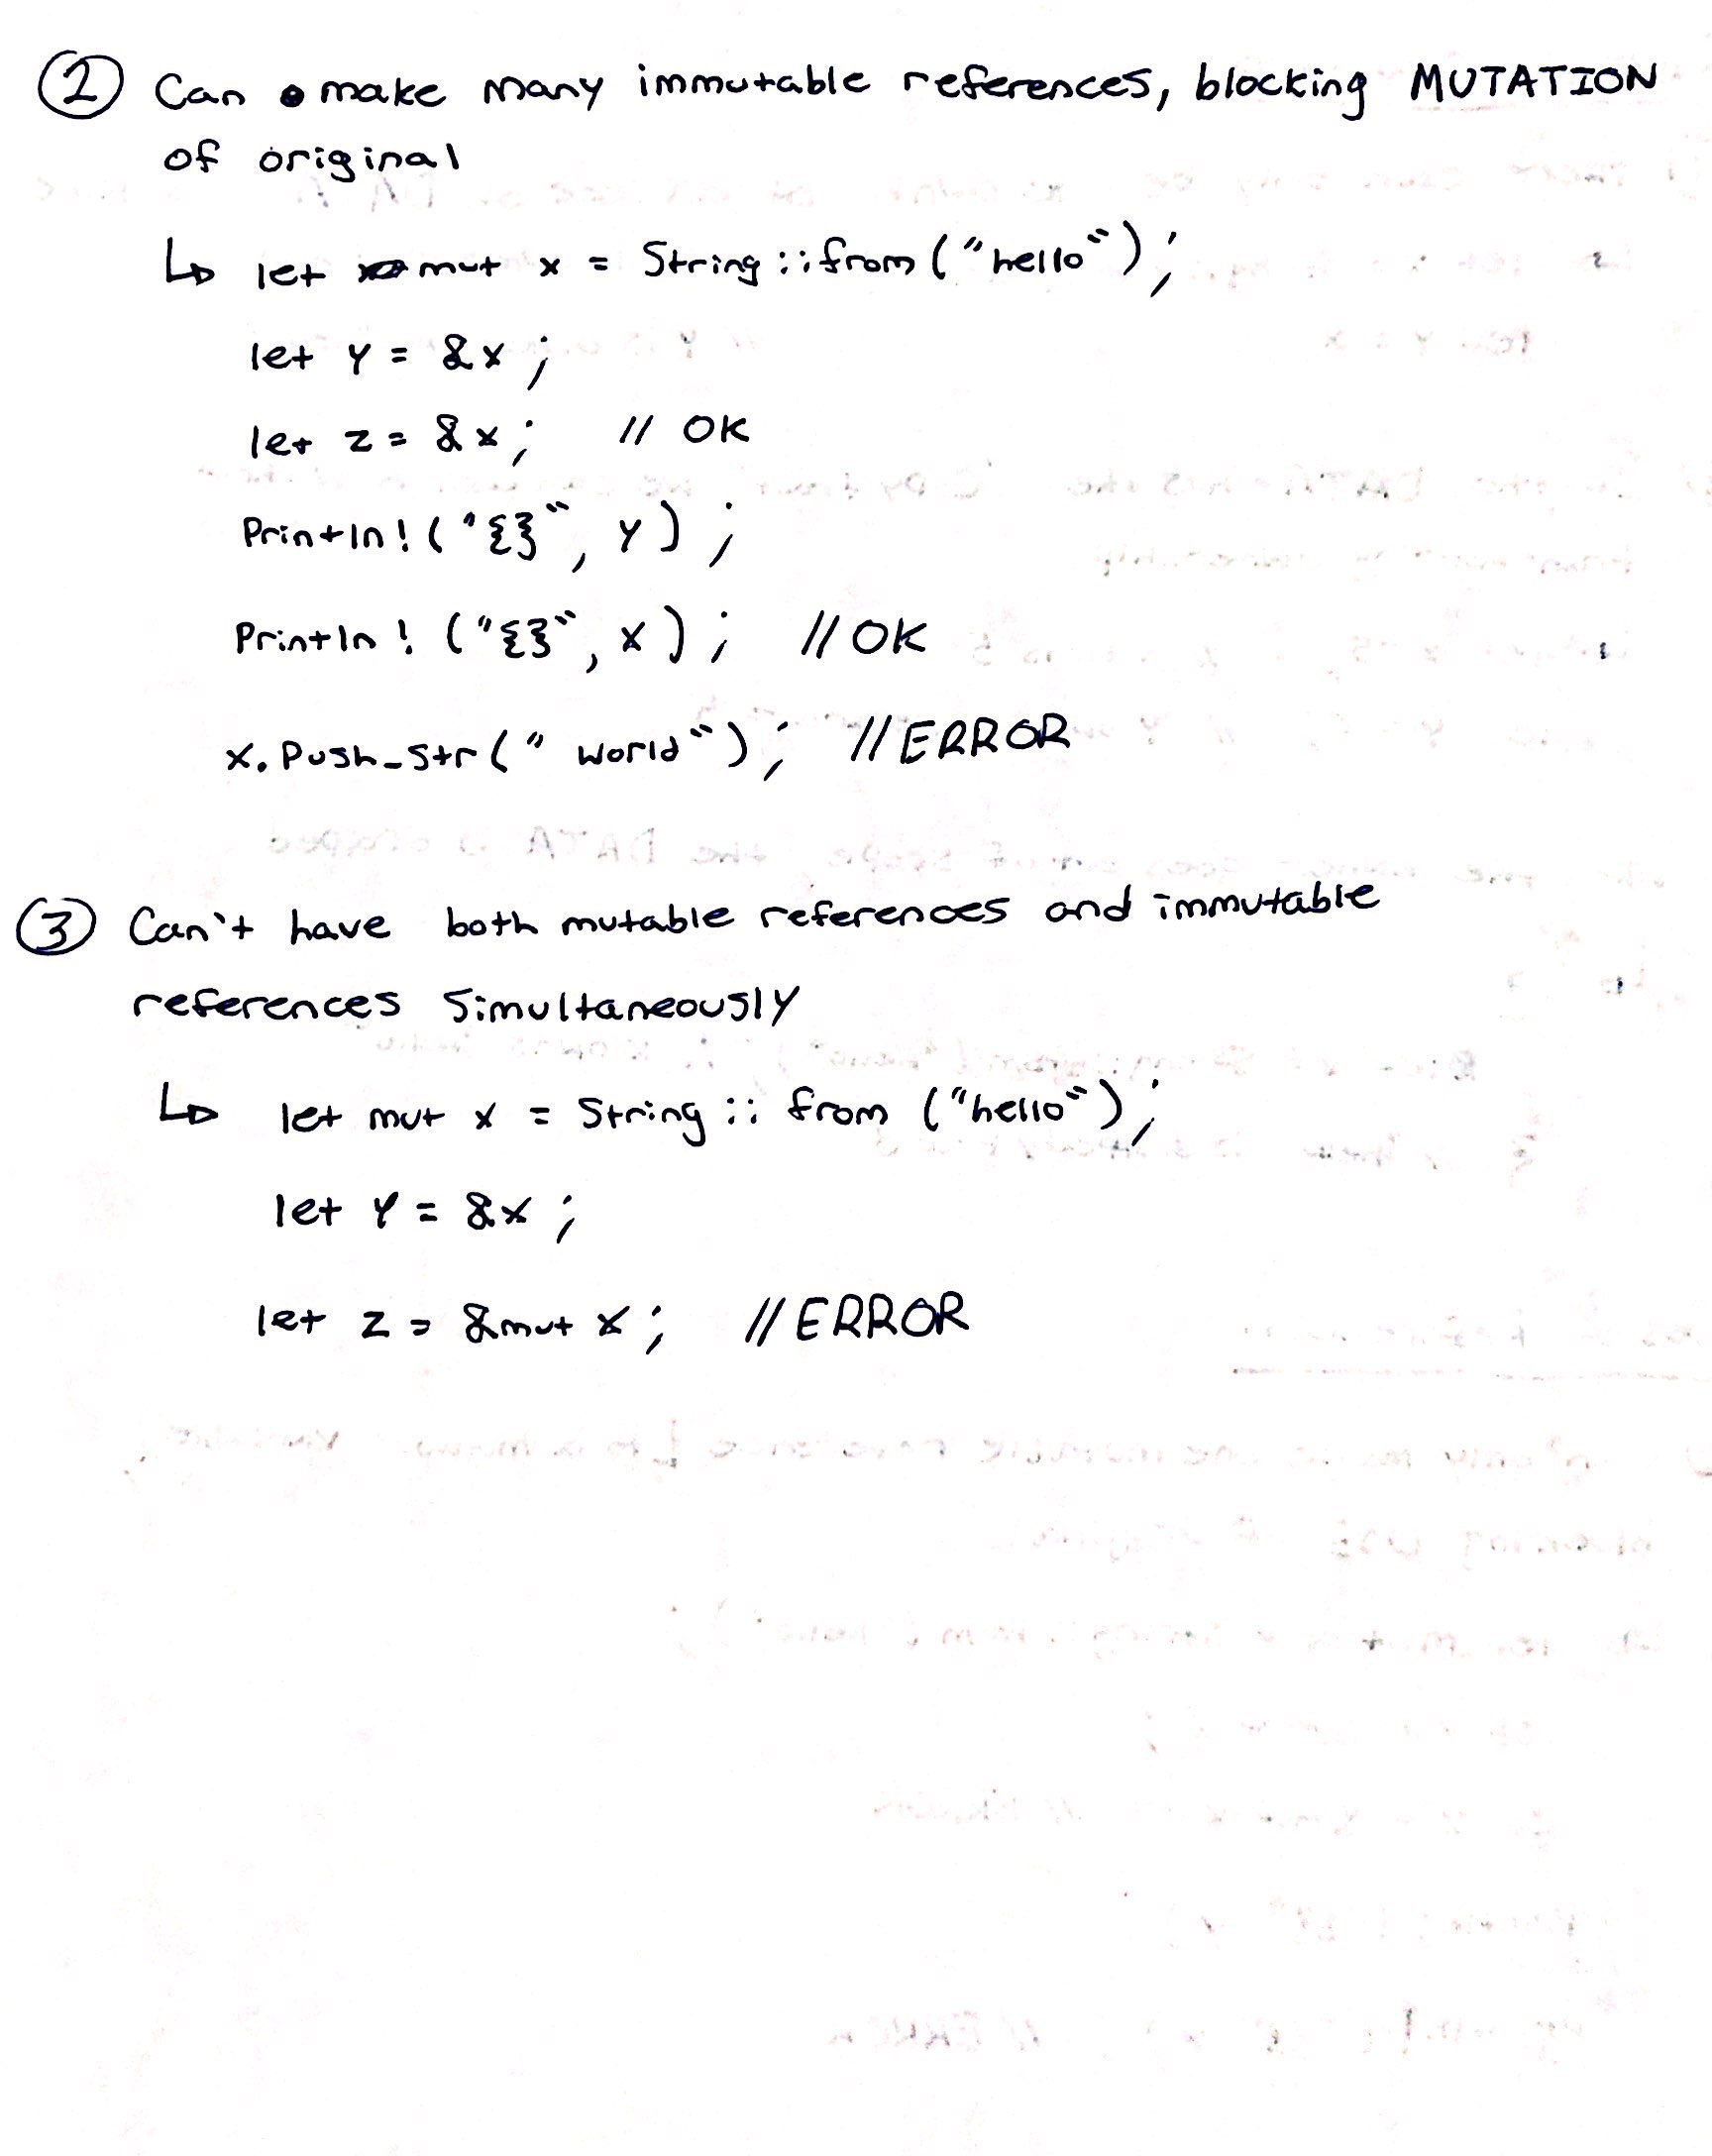 ② Can make many immutable references, blocking MUTATION
of original
↳ let mut x = String::from("hello");
let y = &x;
let z = &x; // OK
Println!("{}", y);
Println!("{}", x); // OK
x.Push_str(" world"); // ERROR
③ Can't have both mutable references and immutable
references simultaneously
↳ let mut x = String::from("hello");
let y = &x;
let z = &mut x; // ERROR